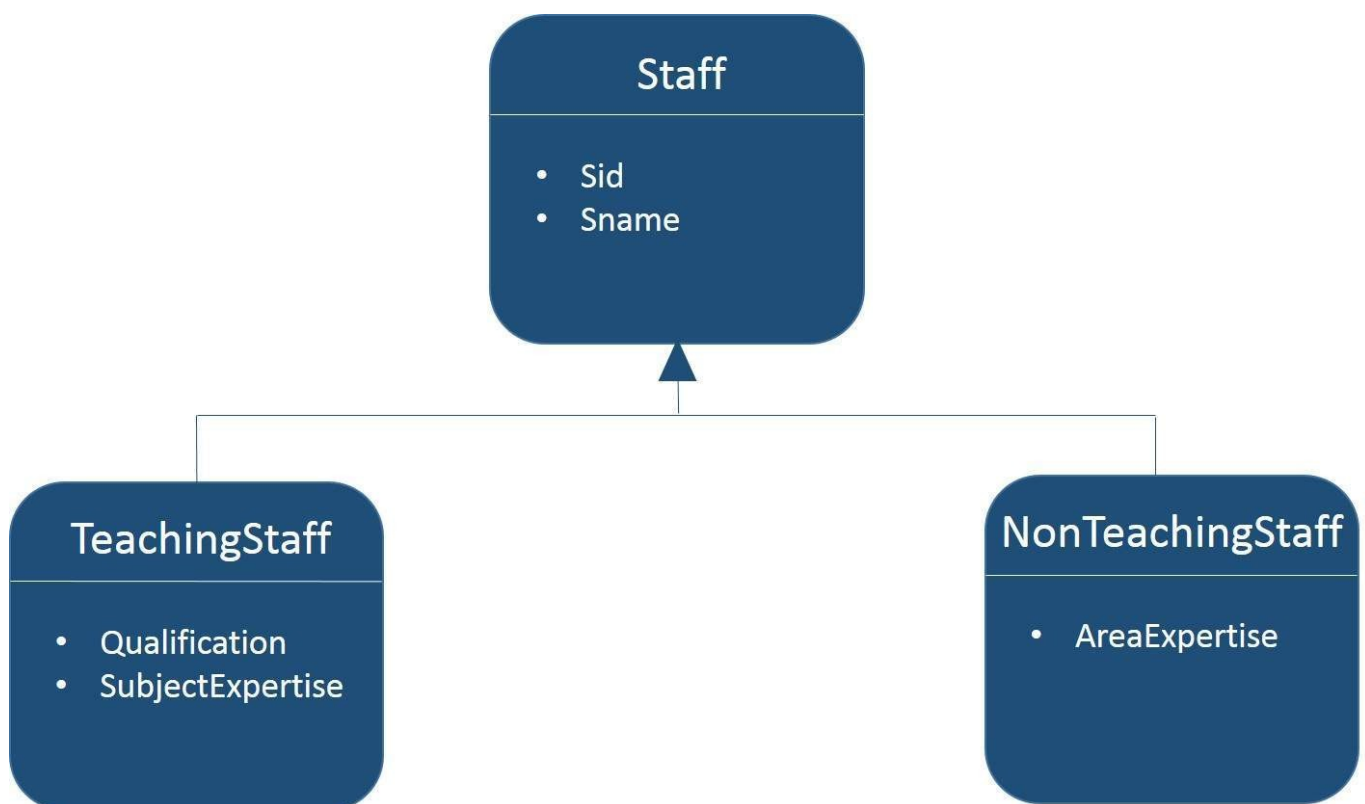 Staff
• Sid
• Sname
TeachingStaff
• Qualification
• SubjectExpertise
NonTeachingStaff
• AreaExpertise